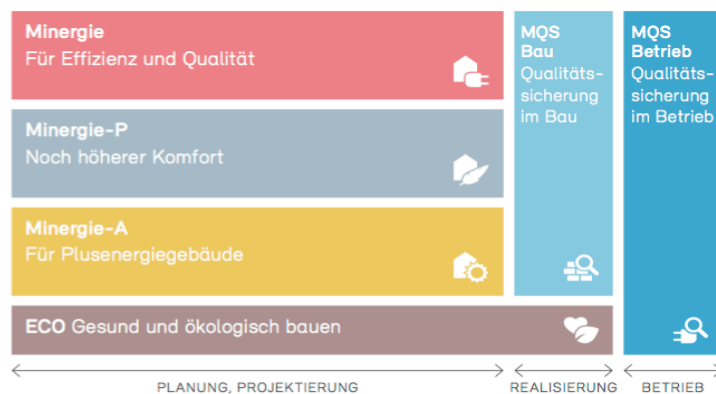 Minergie
Für Effizienz und Qualität
Minergie-P
Noch höherer Komfort
Minergie-A
Für Plusenergiegebäude
ECO Gesund und ökologisch bauen
MQS
Bau
Qualitäts-
sicherung
im Bau
MQS
Betrieb
Qualitäts-
sicherung
im Betrieb
PLANUNG, PROJEKTIERUNG
REALISIERUNG
BETRIEB